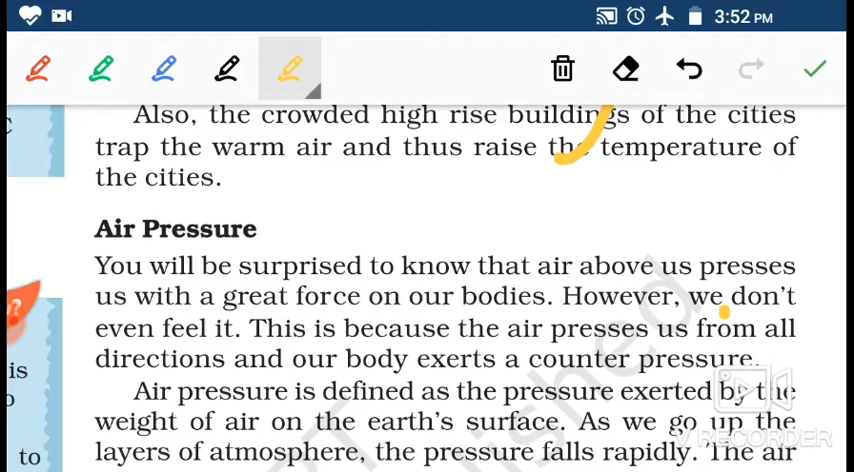 3:52 PM
Also, the crowded high rise buildings of the cities
trap the warm air and thus raise the temperature of
the cities.
Air Pressure
You will be surprised to know that air above us presses
us with a great force on our bodies. However, we don't
even feel it. This is because the air presses us from all
directions and our body exerts a counter pressure.
Air pressure is defined as the pressure exerted by the
weight of air on the earth's surface. As we go up the
layers of atmosphere, the pressure falls rapidly. The air
is
to
V RECORDER